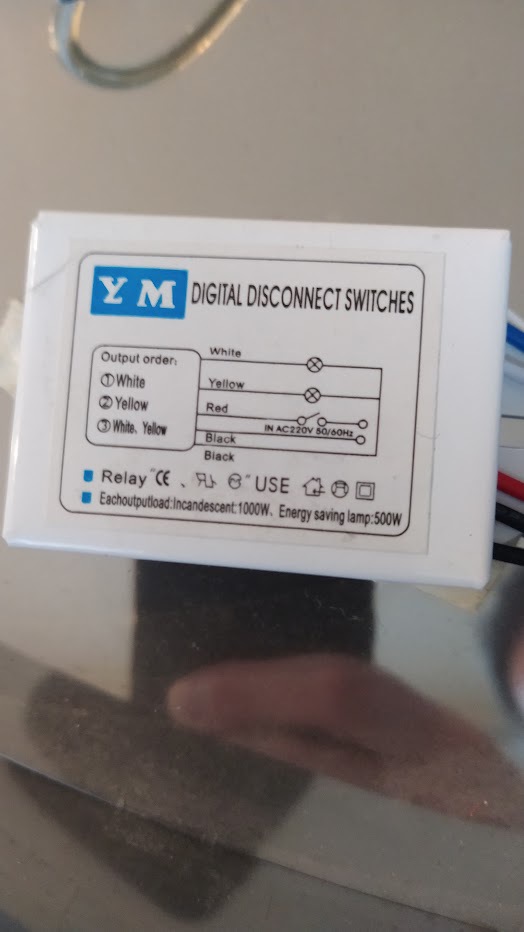 YM DIGITAL DISCONNECT SWITCHES
Output order:
①White
②Yellow
③White、Yellow
White
Yellow
Red
IN AC220V 50/60Hz
Black
Black
Relay "CE 、 " USE
Eachoutputload:Incandescent:1000W、Energy saving lamp:500W